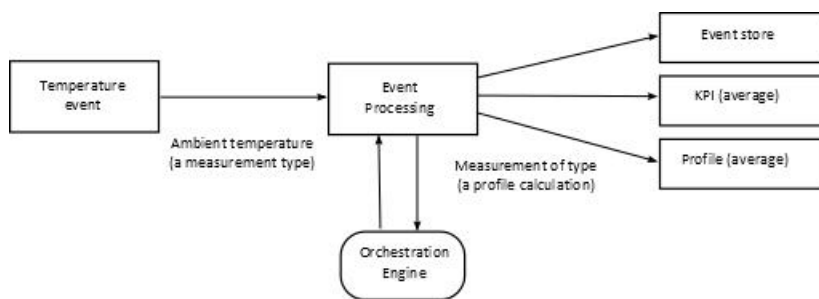 Temperature
event
Ambient temperature
(a measurement type)
Event
Processing
Measurement of type
(a profile calculation)
Orchestration
Engine
Event store
KPI (average)
Profile (average)